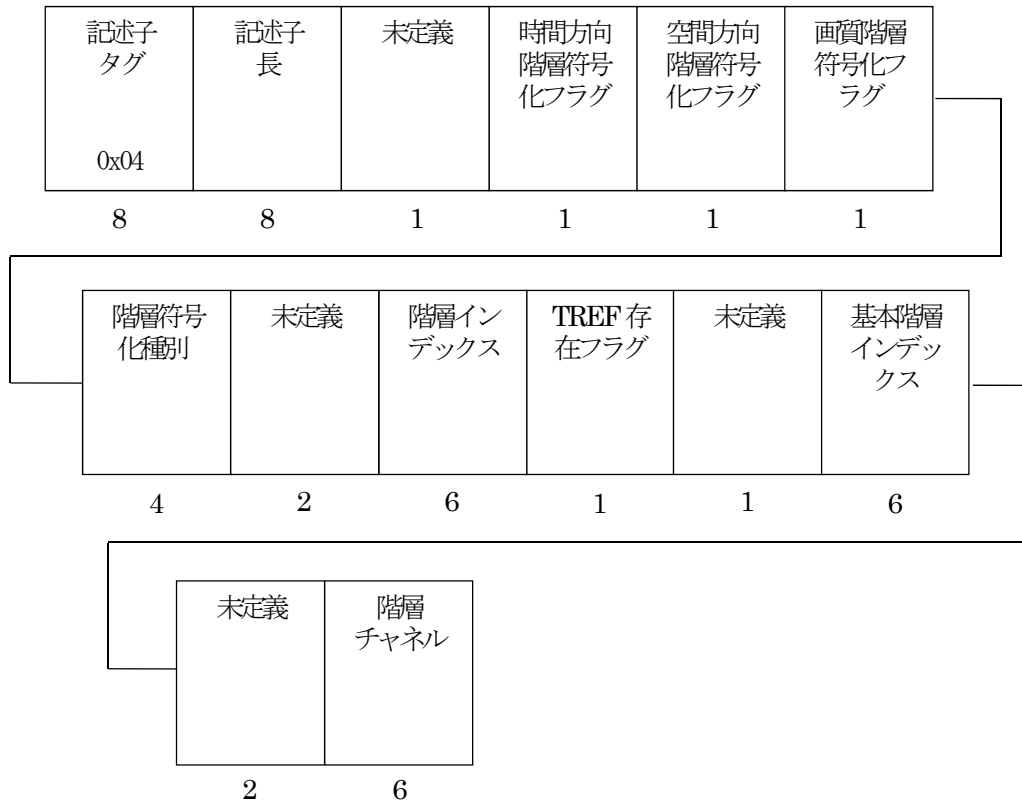 記述子
タグ
0x04
記述子
長
未定義
時間方向
階層符号
化フラグ
空間方向
階層符号
化フラグ
画質階層
符号化フ
ラグ
8 8 1 1 1 1
階層符号
化種別
未定義
階層イン
デックス
TREF 存
在フラグ
未定義
基本階層
インデッ
クス
4 2 6 1 1 6
未定義
階層
チャネル
2 6